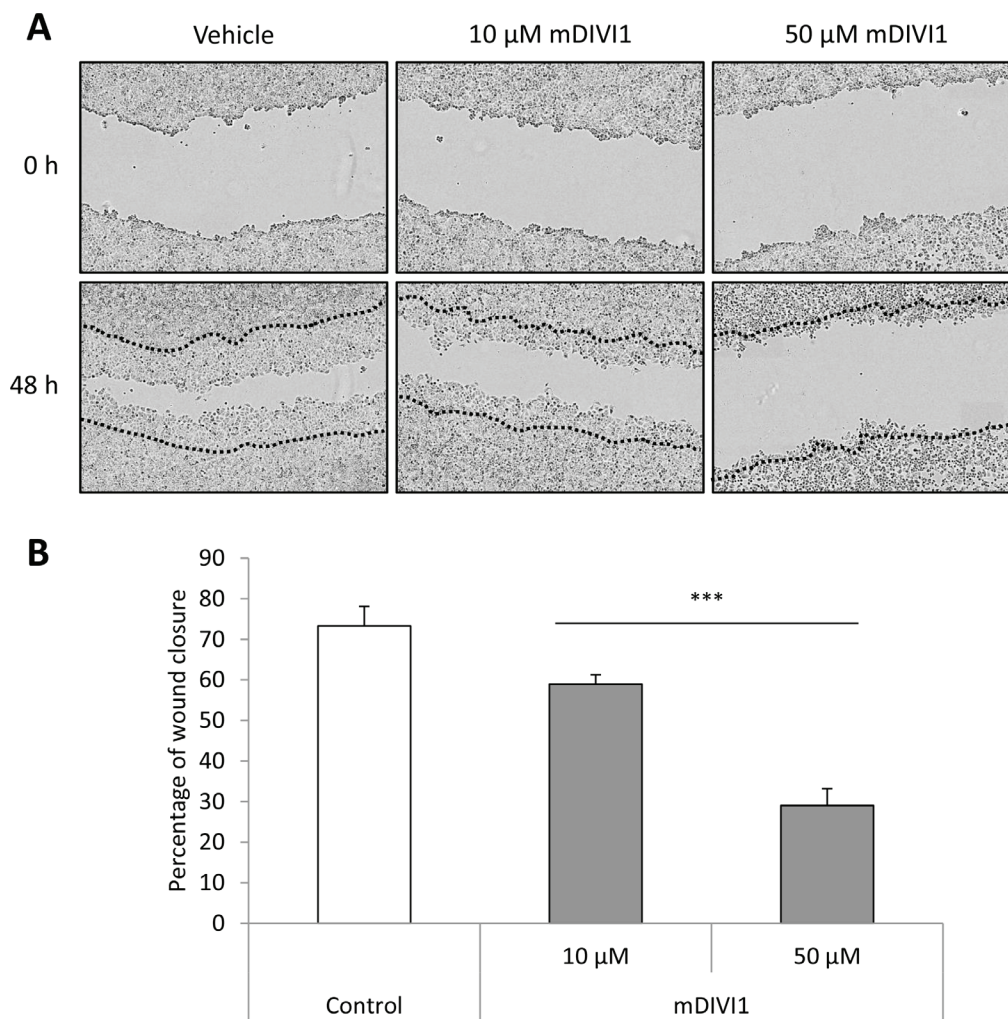 A
Vehicle
10 µM mDIVI1
50 µM mDIVI1
0 h
48 h
B
Percentage of wound closure
90
80
70
60
50
40
30
20
10
0
***
10 µM
50 µM
Control
mDIVI1